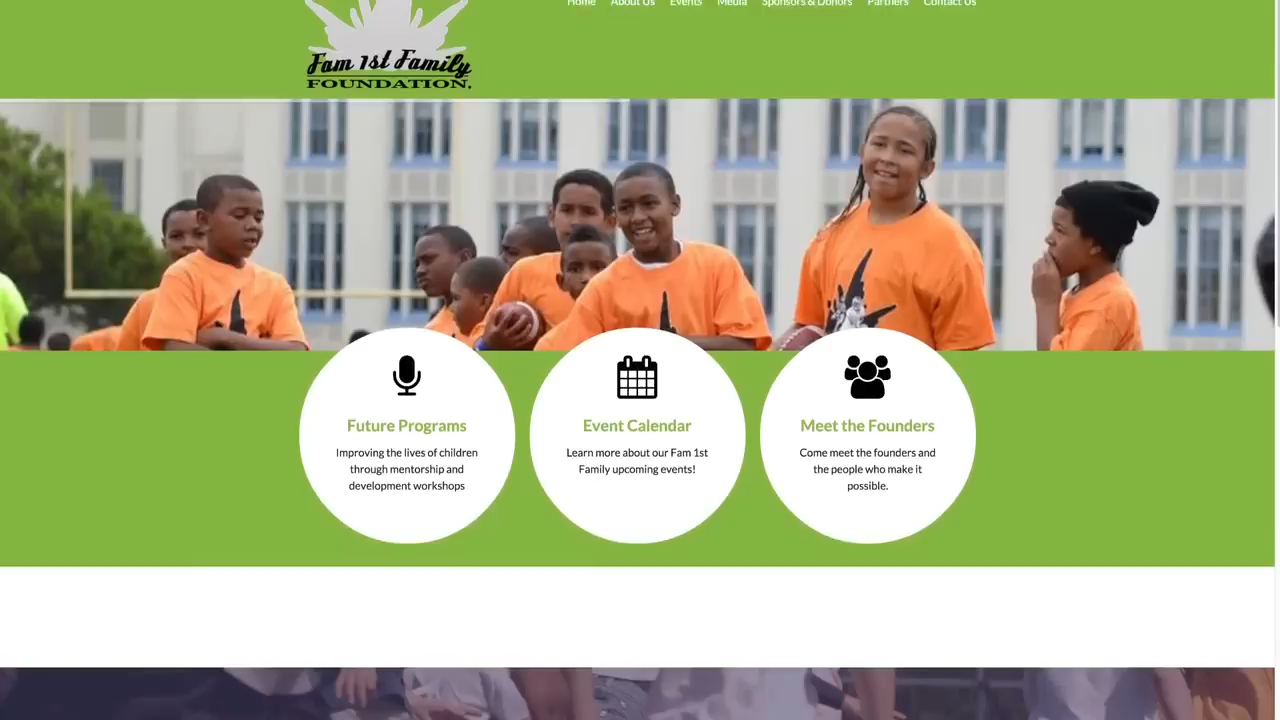 Home About Us Events Media Sponsors & Donors Partners Contact Us
Fam 1st Family
FOUNDATION.
Future Programs
Improving the lives of children
through mentorship and
development workshops
Event Calendar
Learn more about our Fam 1st
Family upcoming events!
Meet the Founders
Come meet the founders and
the people who make it
possible.